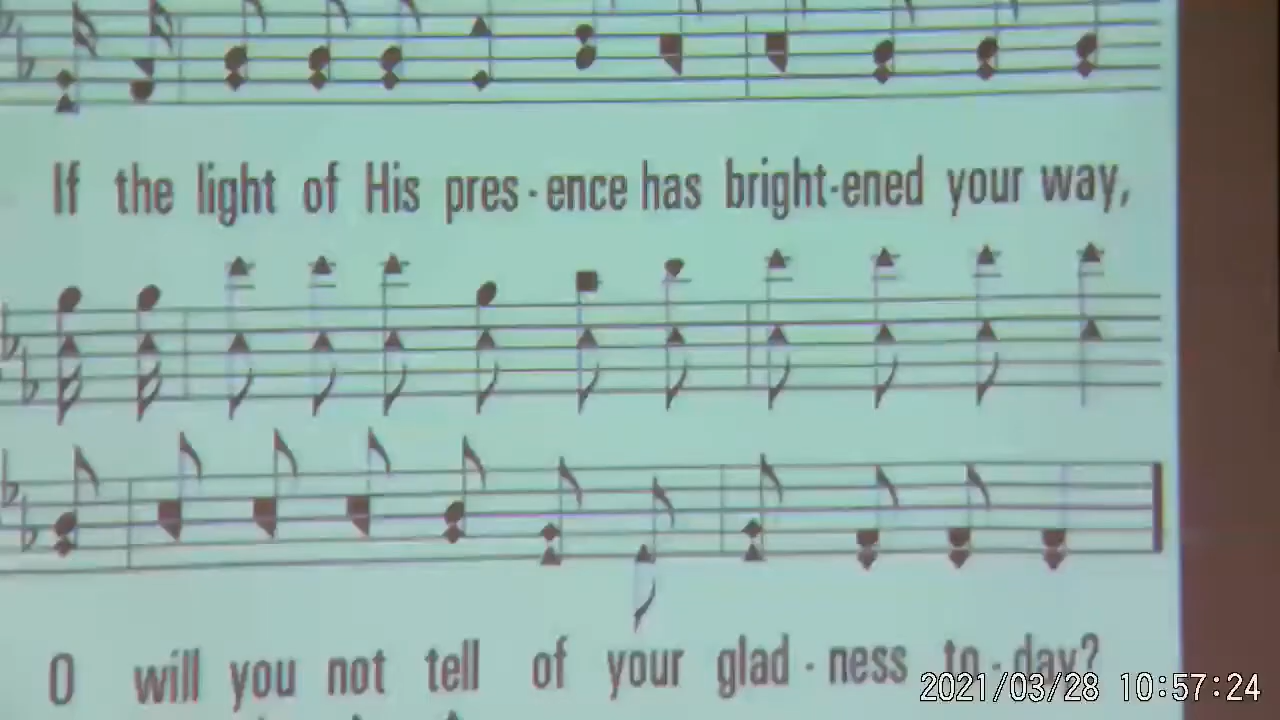 If the light of His pres - ence has bright-ened your way,
O will you not tell of your glad - ness to - day?
2021/03/28 10:57:24